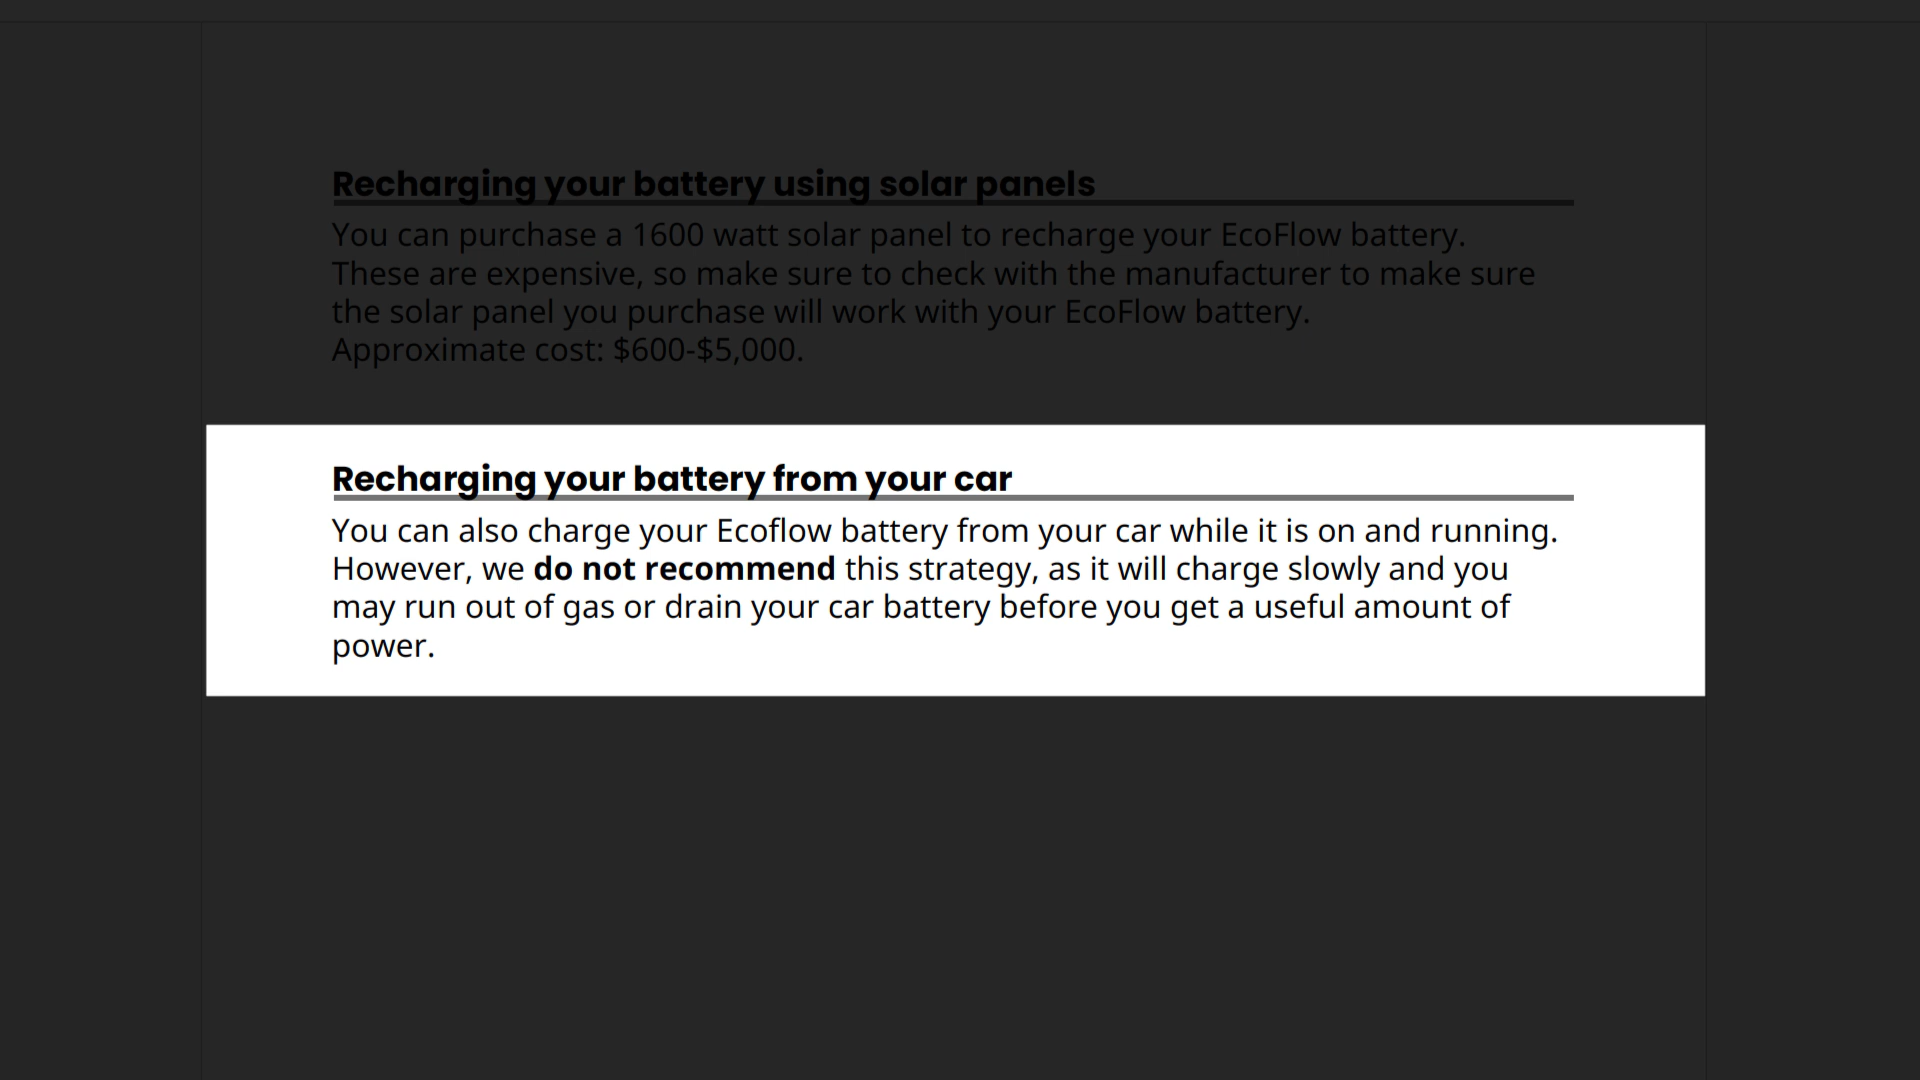 Recharging your battery using solar panels
You can purchase a 1600 watt solar panel to recharge your EcoFlow battery.
These are expensive, so make sure to check with the manufacturer to make sure
the solar panel you purchase will work with your EcoFlow battery.
Approximate cost: $600-$5,000.
Recharging your battery from your car
You can also charge your Ecoflow battery from your car while it is on and running.
However, we do not recommend this strategy, as it will charge slowly and you
may run out of gas or drain your car battery before you get a useful amount of
power.